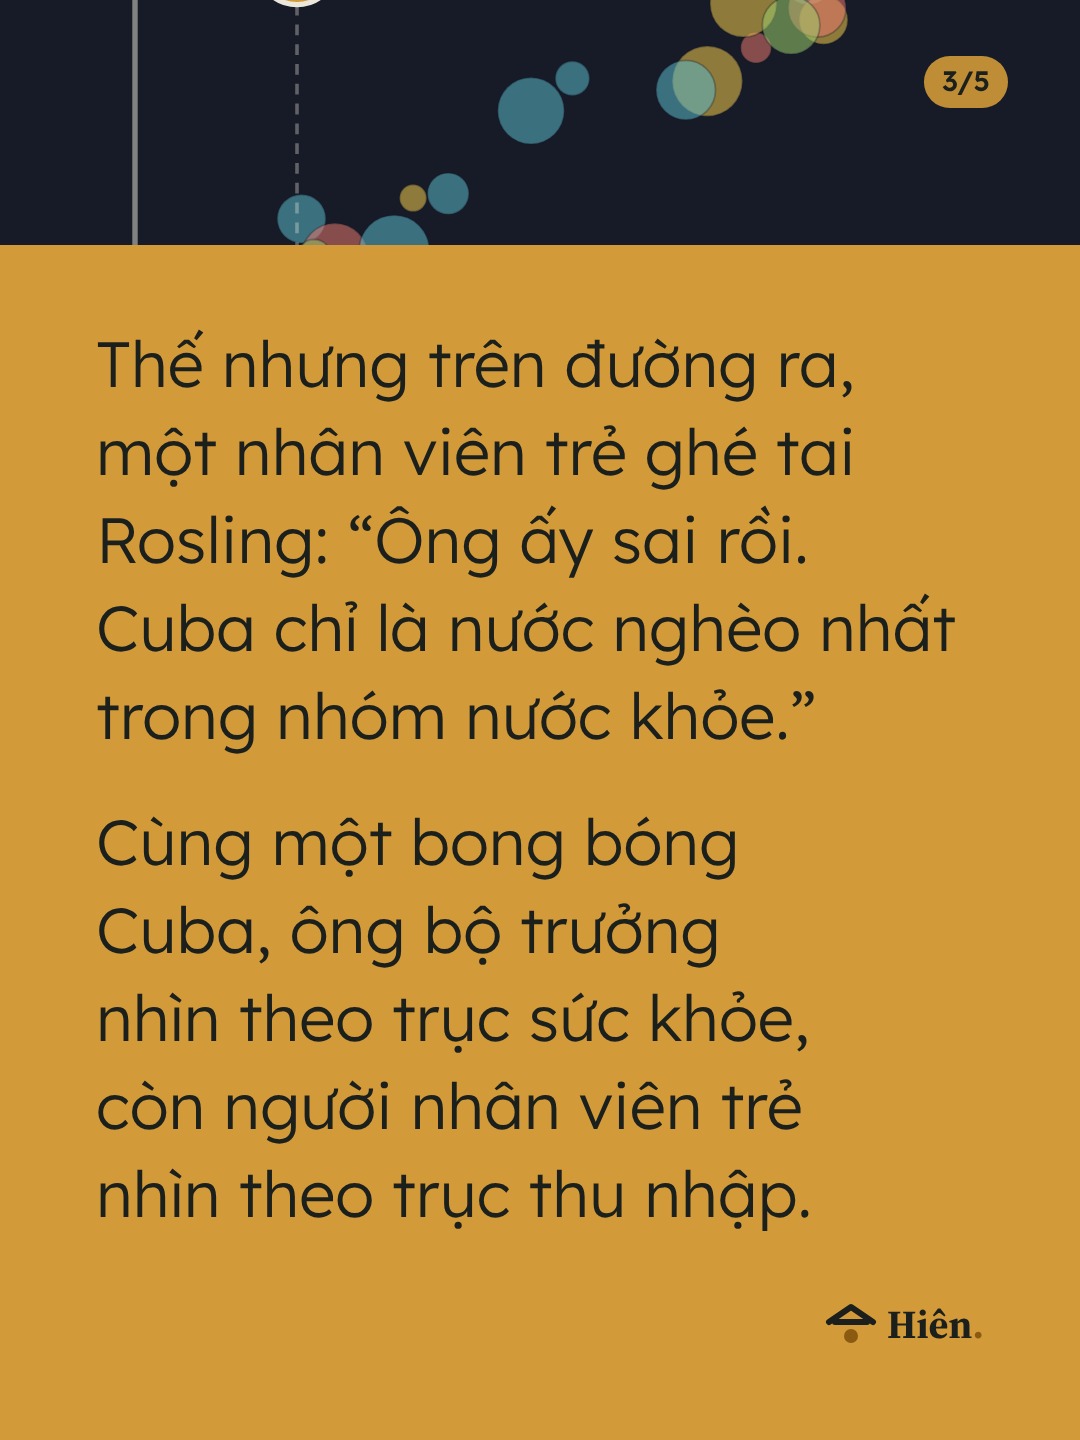 3/5
Thế nhưng trên đường ra,
một nhân viên trẻ ghé tai
Rosling: “Ông ấy sai rồi.
Cuba chỉ là nước nghèo nhất
trong nhóm nước khỏe.”
Cùng một bong bóng
Cuba, ông bộ trưởng
nhìn theo trục sức khỏe,
còn người nhân viên trẻ
nhìn theo trục thu nhập.
Hiên.